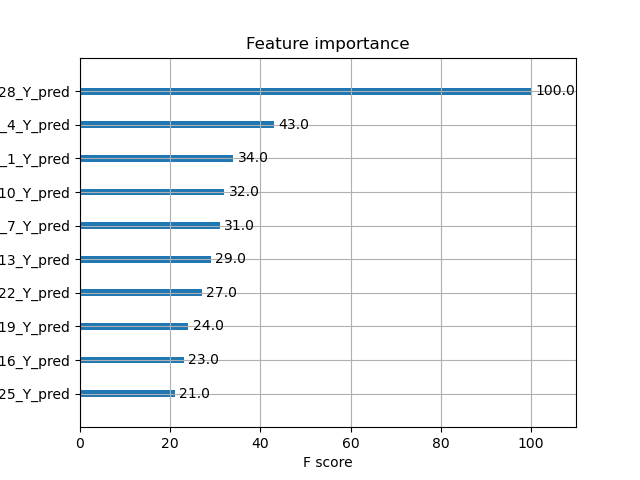 Feature importance
28_Y_pred 100.0
_4_Y_pred 43.0
_1_Y_pred 34.0
10_Y_pred 32.0
_7_Y_pred 31.0
13_Y_pred 29.0
22_Y_pred 27.0
19_Y_pred 24.0
16_Y_pred 23.0
25_Y_pred 21.0
0 20 40 60 80 100
F score